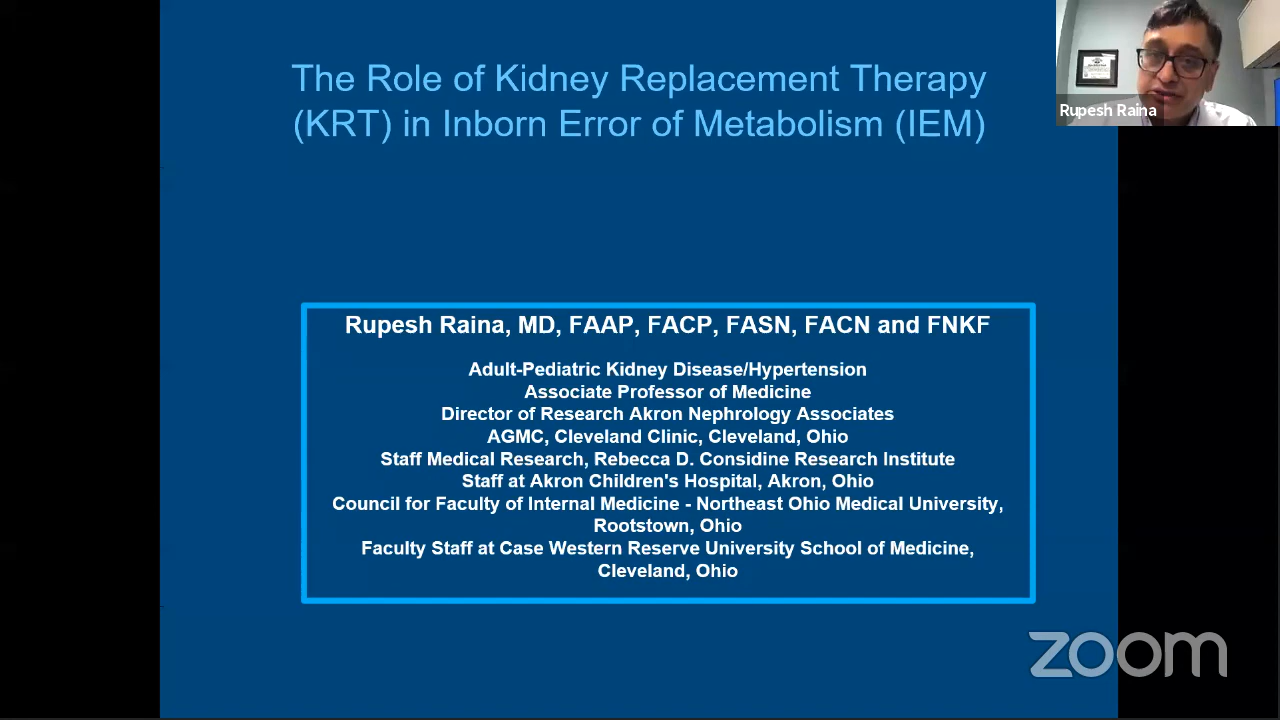 The Role of Kidney Replacement Therapy
(KRT) in Inborn Error of Metabolism (IEM)
Rupesh Raina
Rupesh Raina, MD, FAAP, FACP, FASN, FACN and FNKF
Adult-Pediatric Kidney Disease/Hypertension
Associate Professor of Medicine
Director of Research Akron Nephrology Associates
AGMC, Cleveland Clinic, Cleveland, Ohio
Staff Medical Research, Rebecca D. Considine Research Institute
Staff at Akron Children's Hospital, Akron, Ohio
Council for Faculty of Internal Medicine - Northeast Ohio Medical University,
Rootstown, Ohio
Faculty Staff at Case Western Reserve University School of Medicine,
Cleveland, Ohio
zoom